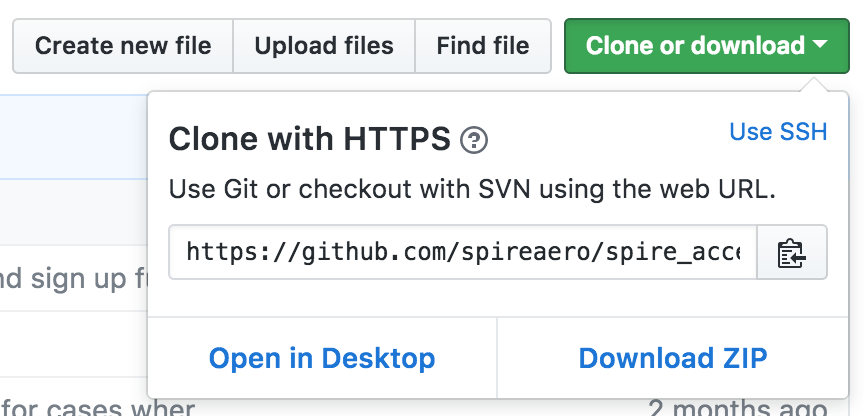 Create new file Upload files Find file Clone or download
Clone with HTTPS ? Use SSH
Use Git or checkout with SVN using the web URL.
https://github.com/spireaero/spire_acce
nd sign up fu
Open in Desktop Download ZIP
for cases wher 2 months ago